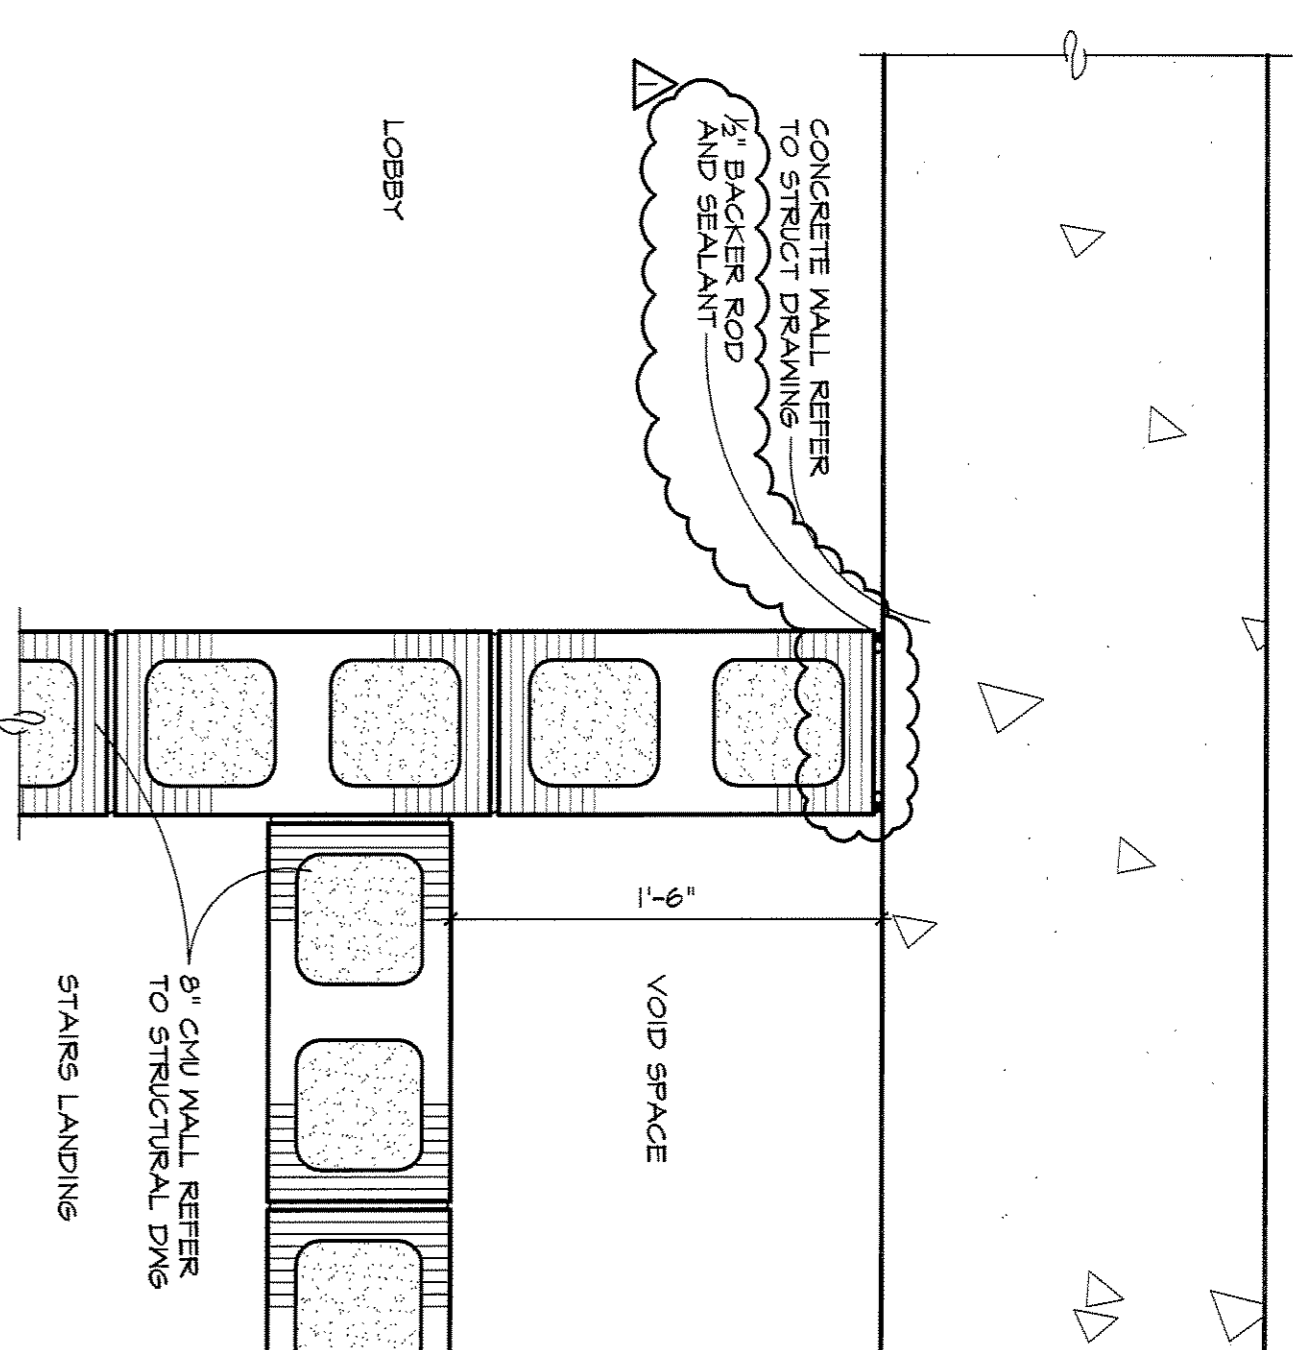 CONCRETE WALL REFER
TO STRUCT DRAWING
½" BACKER ROD
AND SEALANT
1
LOBBY
1'-6"
VOID SPACE
8" CMU WALL REFER
TO STRUCTURAL DWG
STAIRS LANDING